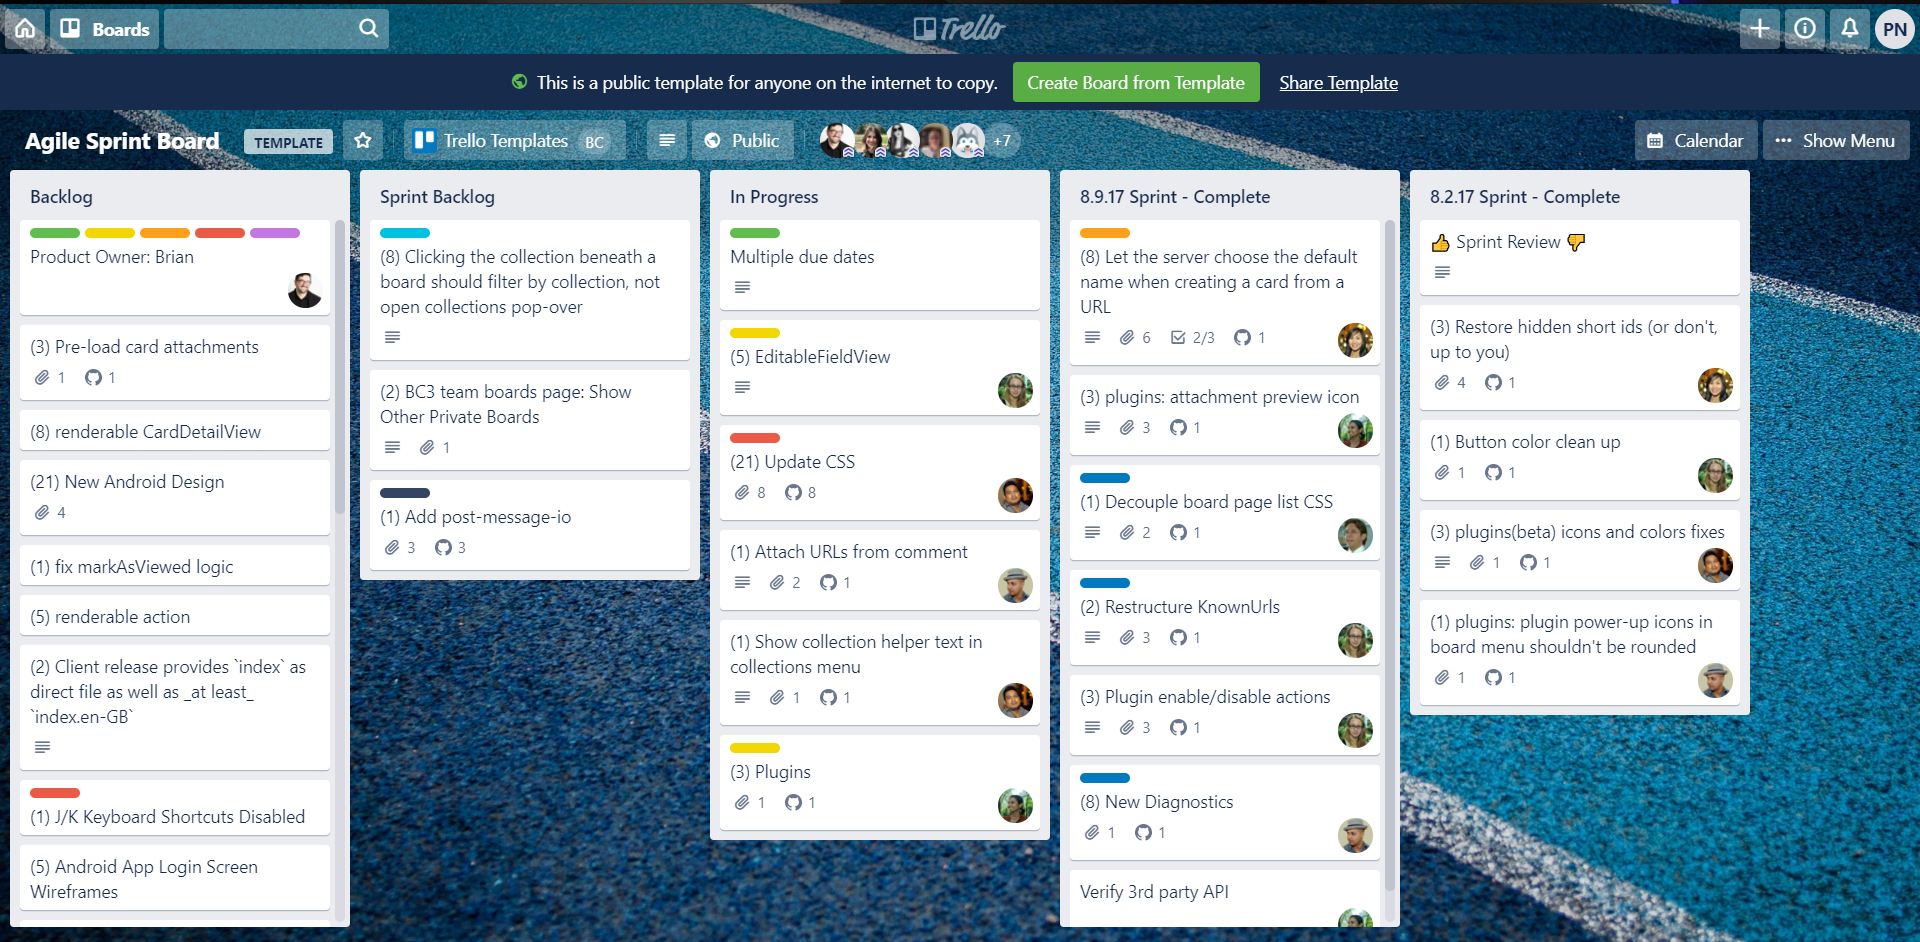 Boards
Trello
PN
This is a public template for anyone on the internet to copy.
Create Board from Template
Share Template
Agile Sprint Board
TEMPLATE
Trello Templates
BC
Public
+7
Calendar
Show Menu
Backlog
Product Owner: Brian
(3) Pre-load card attachments
1 1
(8) renderable CardDetailView
(21) New Android Design
4
(1) fix markAsViewed logic
(5) renderable action
(2) Client release provides `index` as
direct file as well as _at least_
`index.en-GB`
(1) J/K Keyboard Shortcuts Disabled
(5) Android App Login Screen
Wireframes
Sprint Backlog
(8) Clicking the collection beneath a
board should filter by collection, not
open collections pop-over
(2) BC3 team boards page: Show
Other Private Boards
1
(1) Add post-message-io
3 3
In Progress
Multiple due dates
(5) EditableFieldView
(21) Update CSS
8 8
(1) Attach URLs from comment
2 1
(1) Show collection helper text in
collections menu
1 1
(3) Plugins
1 1
8.9.17 Sprint - Complete
(8) Let the server choose the default
name when creating a card from a
URL
6 2/3 1
(3) plugins: attachment preview icon
3 1
(1) Decouple board page list CSS
2 1
(2) Restructure KnownUrls
3 1
(3) Plugin enable/disable actions
3 1
(8) New Diagnostics
1 1
Verify 3rd party API
8.2.17 Sprint - Complete
👍 Sprint Review 👎
(3) Restore hidden short ids (or don't,
up to you)
4 1
(1) Button color clean up
1 1
(3) plugins(beta) icons and colors fixes
1 1
(1) plugins: plugin power-up icons in
board menu shouldn't be rounded
1 1